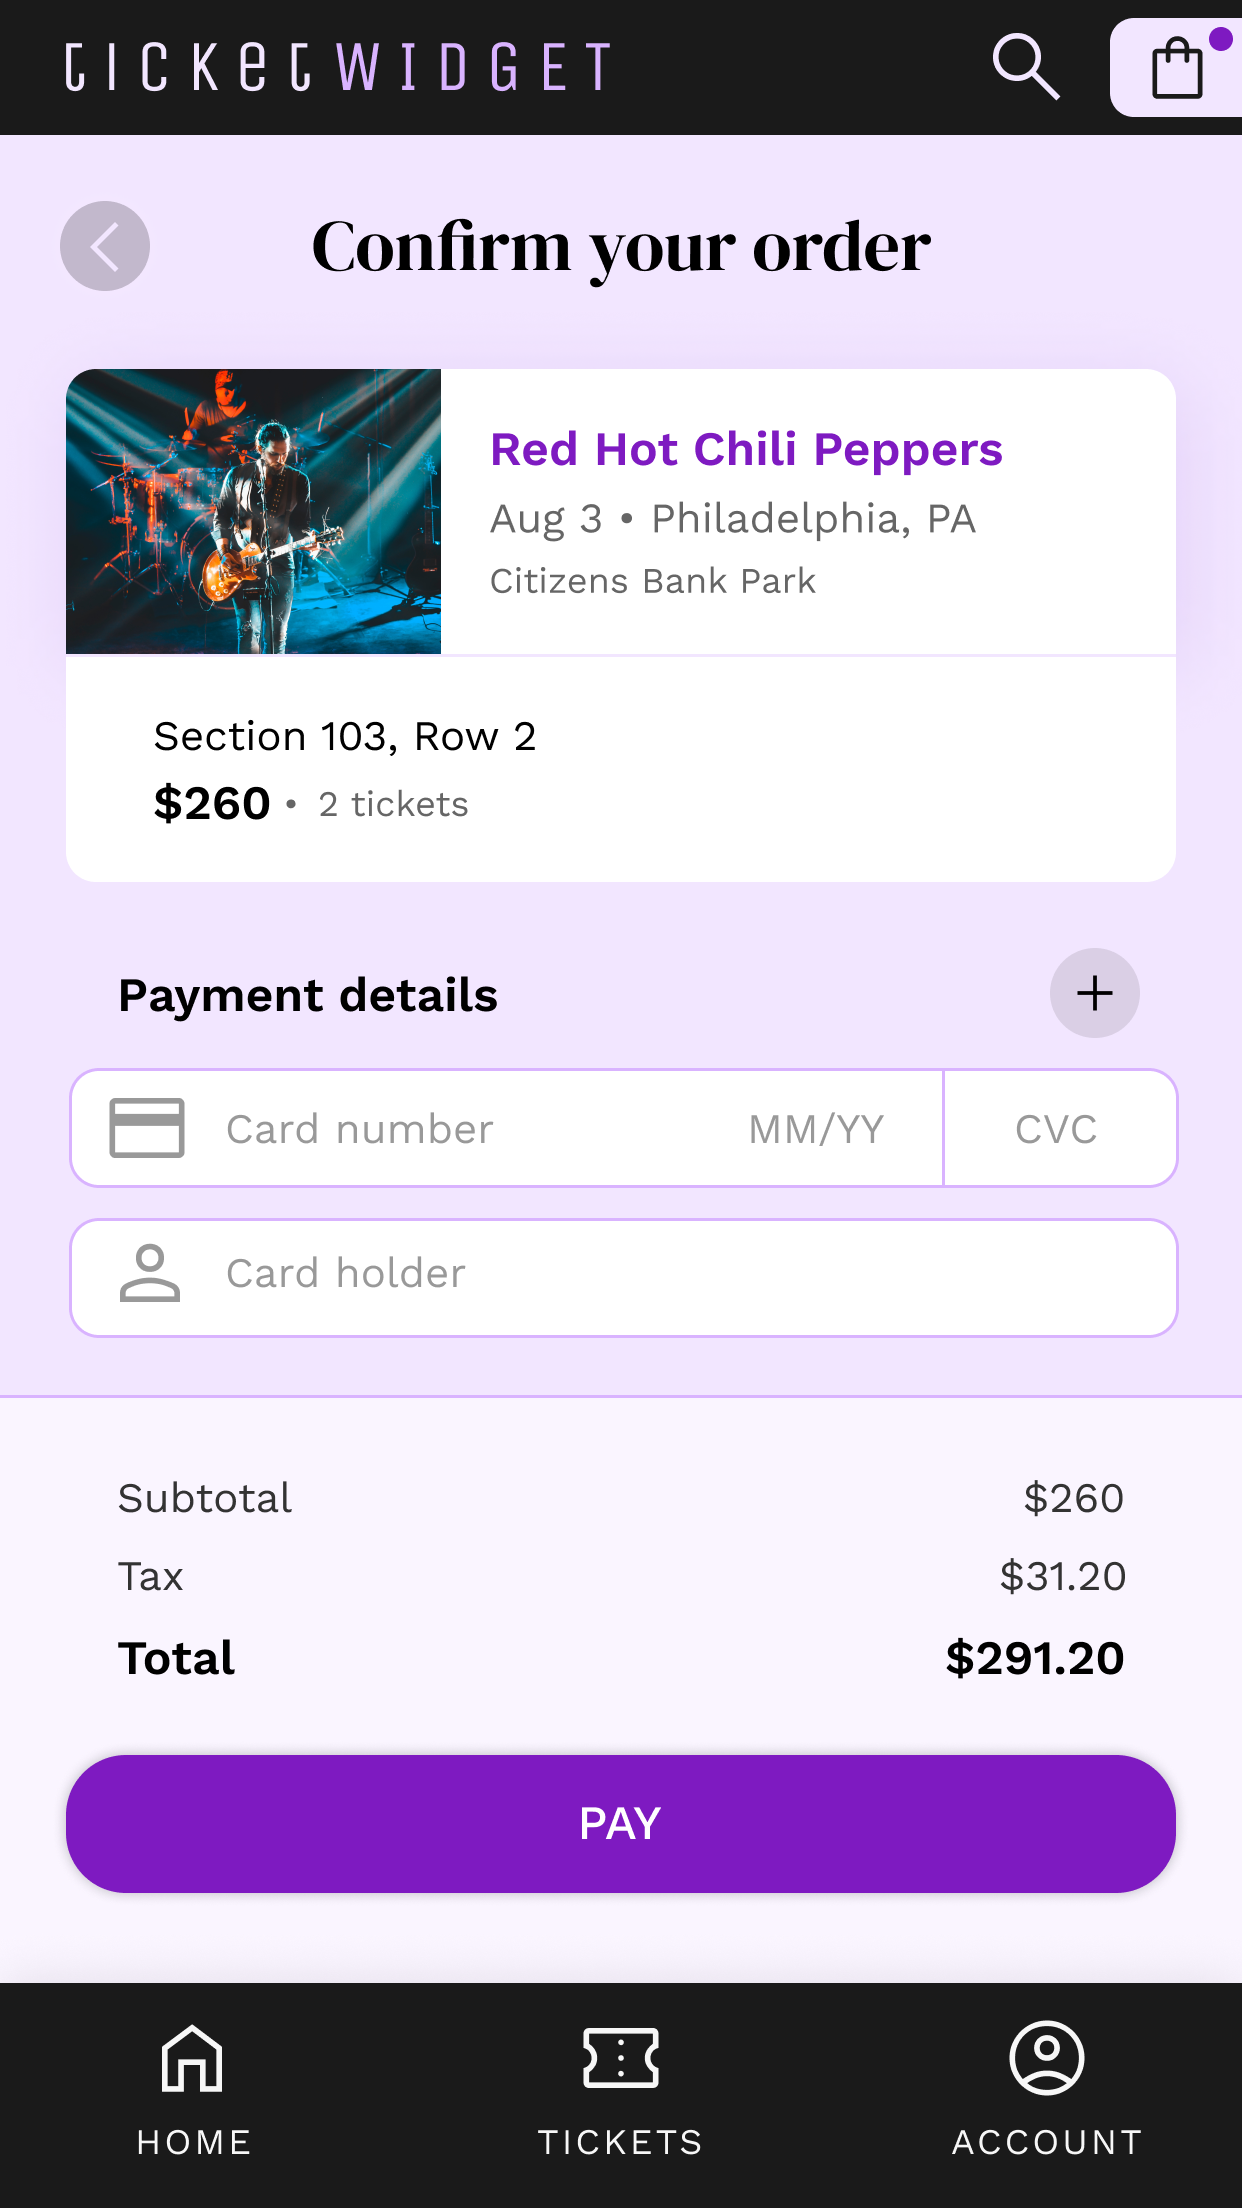 tıcKetWIDGET
Confirm your order
Red Hot Chili Peppers
Aug 3 • Philadelphia, PA
Citizens Bank Park
Section 103, Row 2
$260 • 2 tickets
Payment details
Card number MM/YY CVC
Card holder
Subtotal $260
Tax $31.20
Total $291.20
PAY
HOME TICKETS ACCOUNT